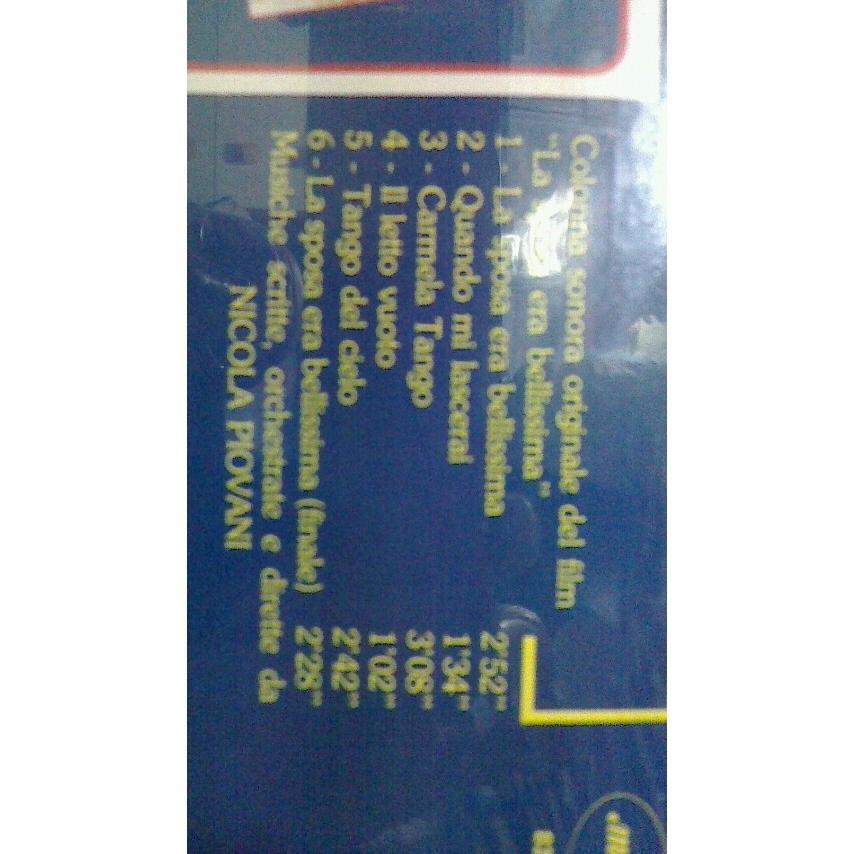 Colonna sonora originale del film
"La era bellissima"
1 - La sposa era bellissima 2'52"
2 - Quando mi lascerai 1'34"
3 - Carmela Tango 3'08"
4 - Il letto vuoto 1'02"
5 - Tango del cielo 2'42"
6 - La sposa era bellissima (finale) 2'28"
Musiche scritte, orchestrate e dirette da
NICOLA PIOVANI